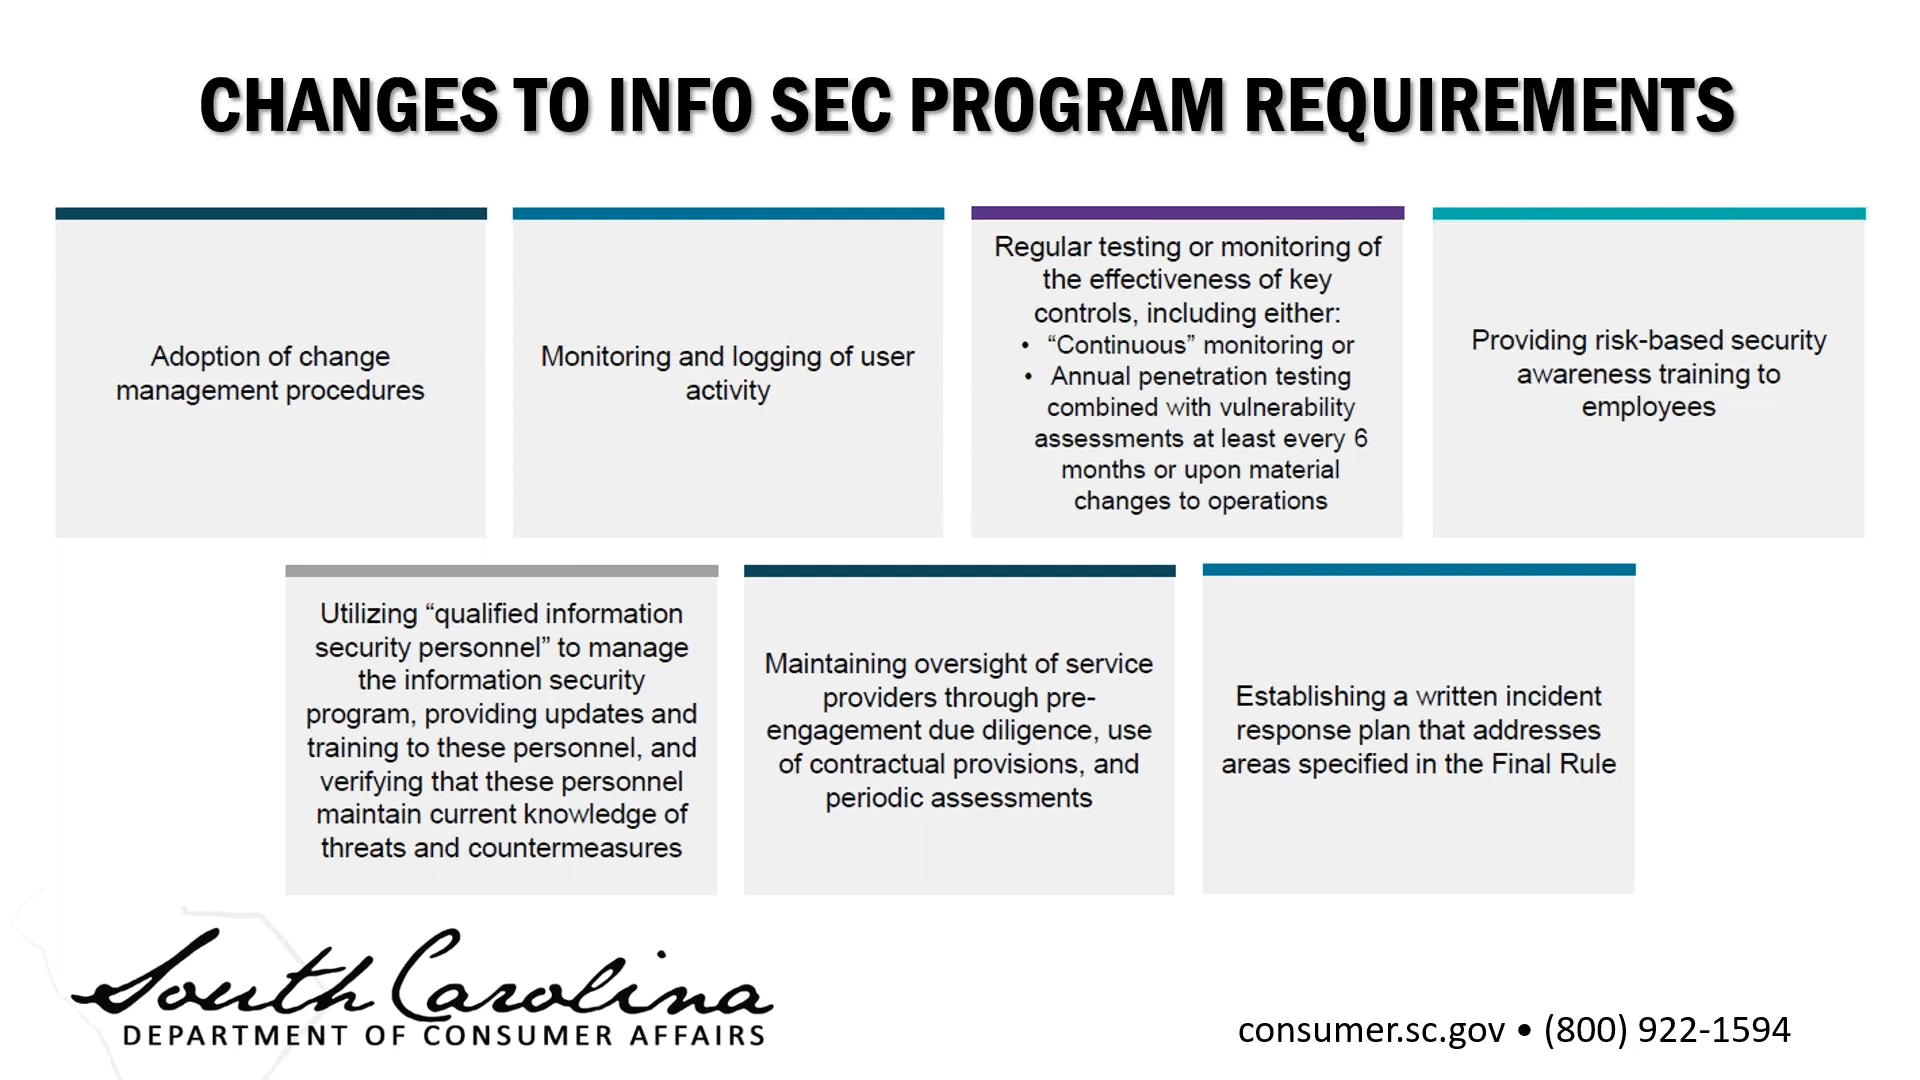 CHANGES TO INFO SEC PROGRAM REQUIREMENTS
Adoption of change
management procedures
Monitoring and logging of user
activity
Regular testing or monitoring of
the effectiveness of key
controls, including either:
• “Continuous” monitoring or
• Annual penetration testing
combined with vulnerability
assessments at least every 6
months or upon material
changes to operations
Providing risk-based security
awareness training to
employees
Utilizing “qualified information
security personnel” to manage
the information security
program, providing updates and
training to these personnel, and
verifying that these personnel
maintain current knowledge of
threats and countermeasures
Maintaining oversight of service
providers through pre-
engagement due diligence, use
of contractual provisions, and
periodic assessments
Establishing a written incident
response plan that addresses
areas specified in the Final Rule
South Carolina
DEPARTMENT OF CONSUMER AFFAIRS
consumer.sc.gov • (800) 922-1594